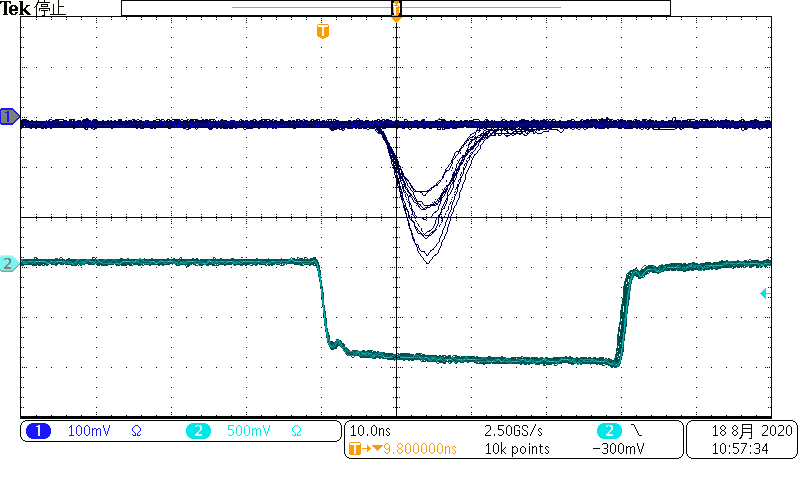 Tek 停止
T
T
1
2
1 100mV Ω 2 500mV Ω
10.0ns 2.50GS/s 2 -300mV
T→▼9.800000ns 10k points
18 8月 2020
10:57:34